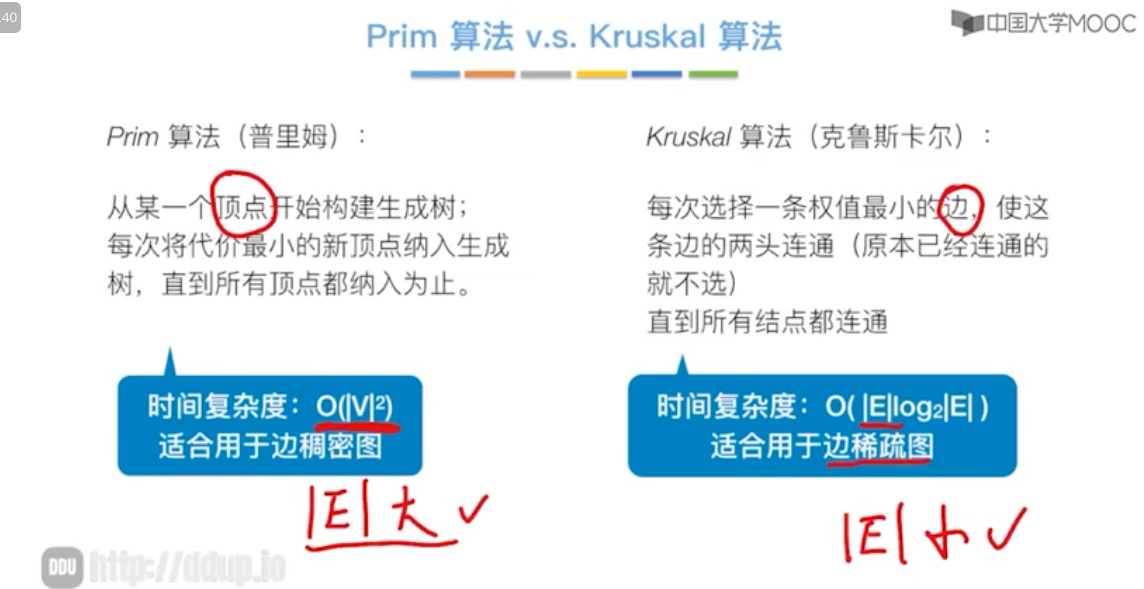 .40
中国大学MOOC
Prim 算法 v.s. Kruskal 算法
Prim 算法（普里姆）：
从某一个顶点开始构建生成树；
每次将代价最小的新顶点纳入生成
树，直到所有顶点都纳入为止。
时间复杂度：O(|V|²)
适合用于边稠密图
|E| 大 ✓
Kruskal 算法（克鲁斯卡尔）：
每次选择一条权值最小的边，使这
条边的两头连通（原本已经连通的
就不选）
直到所有结点都连通
时间复杂度：O( |E|log₂|E| )
适合用于边稀疏图
|E| 小 ✓
DDU http://ddup.io